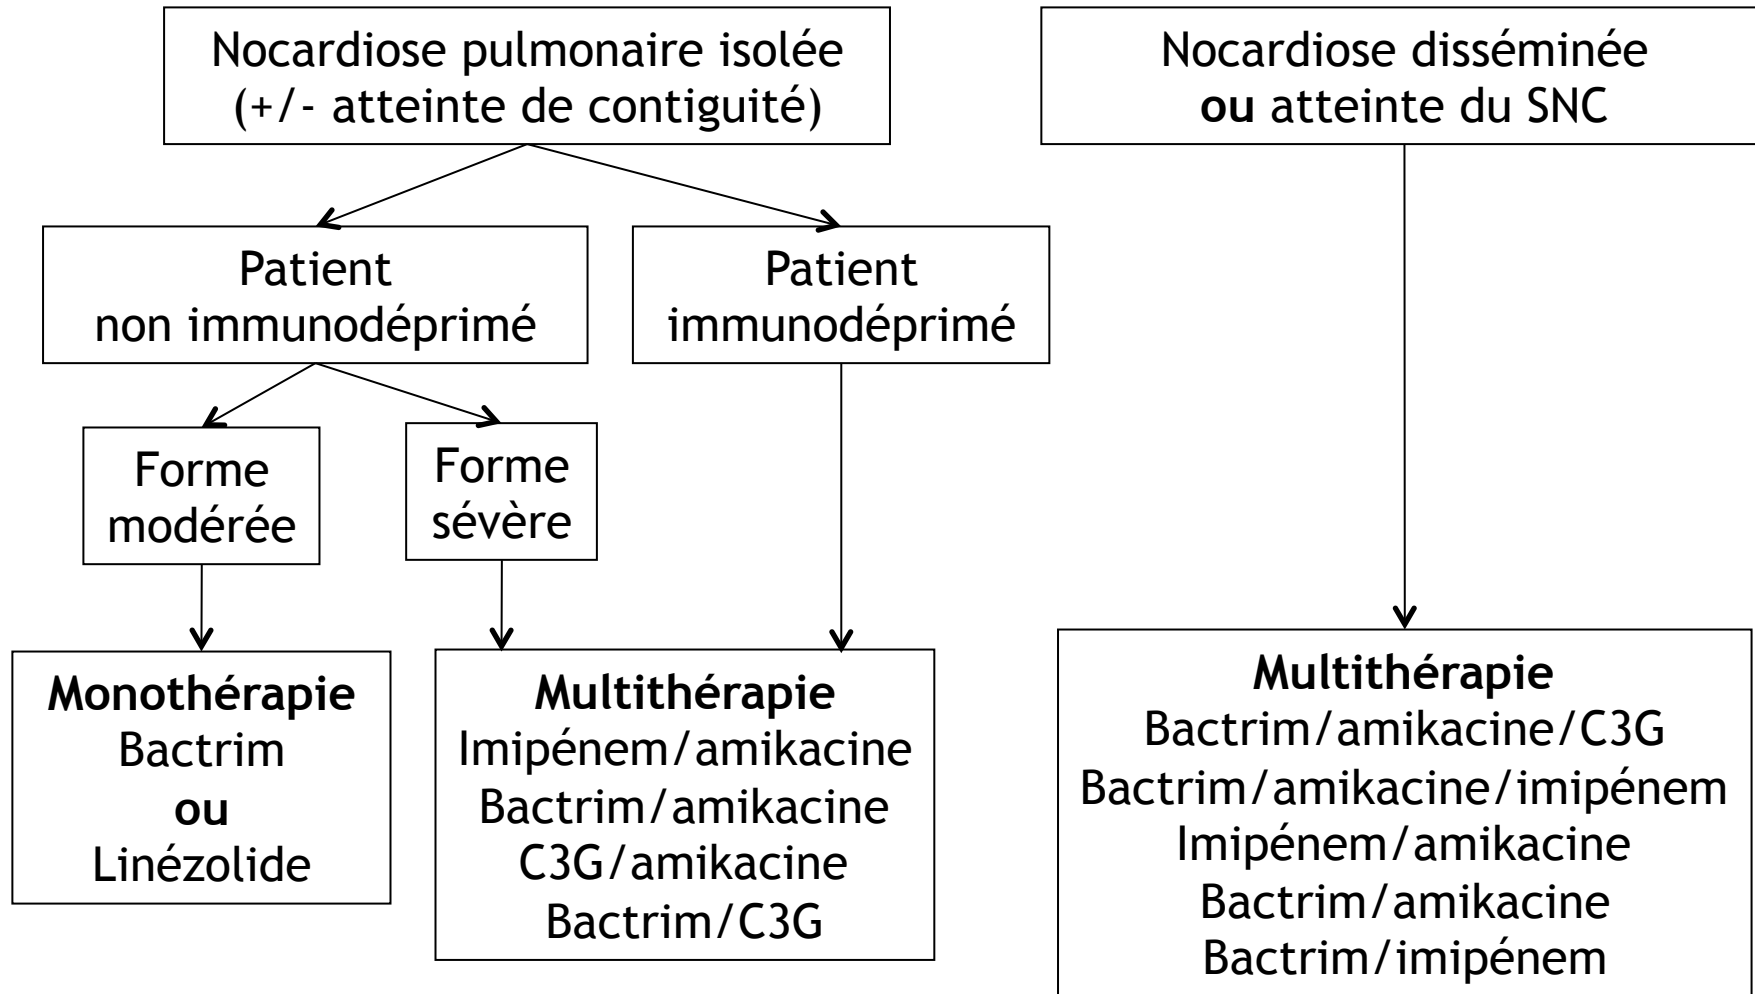 Nocardiose pulmonaire isolée
(+/- atteinte de contiguité)
Nocardiose disséminée
ou atteinte du SNC
Patient
non immunodéprimé
Patient
immunodéprimé
Forme
modérée
Forme
sévère
Monothérapie
Bactrim
ou
Linézolide
Multithérapie
Imipénem/amikacine
Bactrim/amikacine
C3G/amikacine
Bactrim/C3G
Multithérapie
Bactrim/amikacine/C3G
Bactrim/amikacine/imipénem
Imipénem/amikacine
Bactrim/amikacine
Bactrim/imipénem